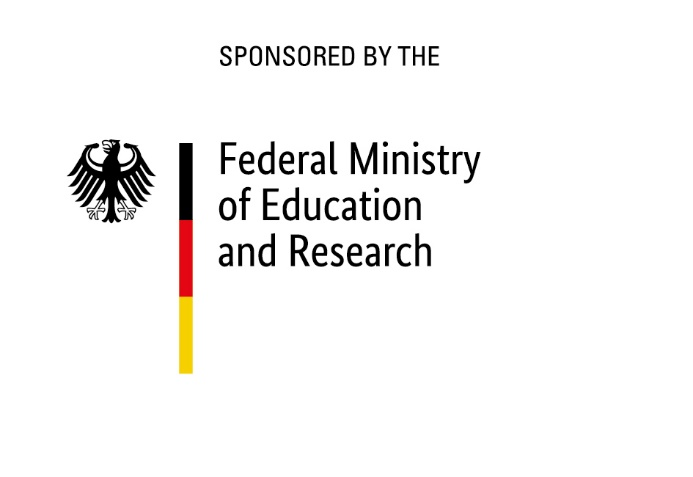 SPONSORED BY THE
Federal Ministry
of Education
and Research